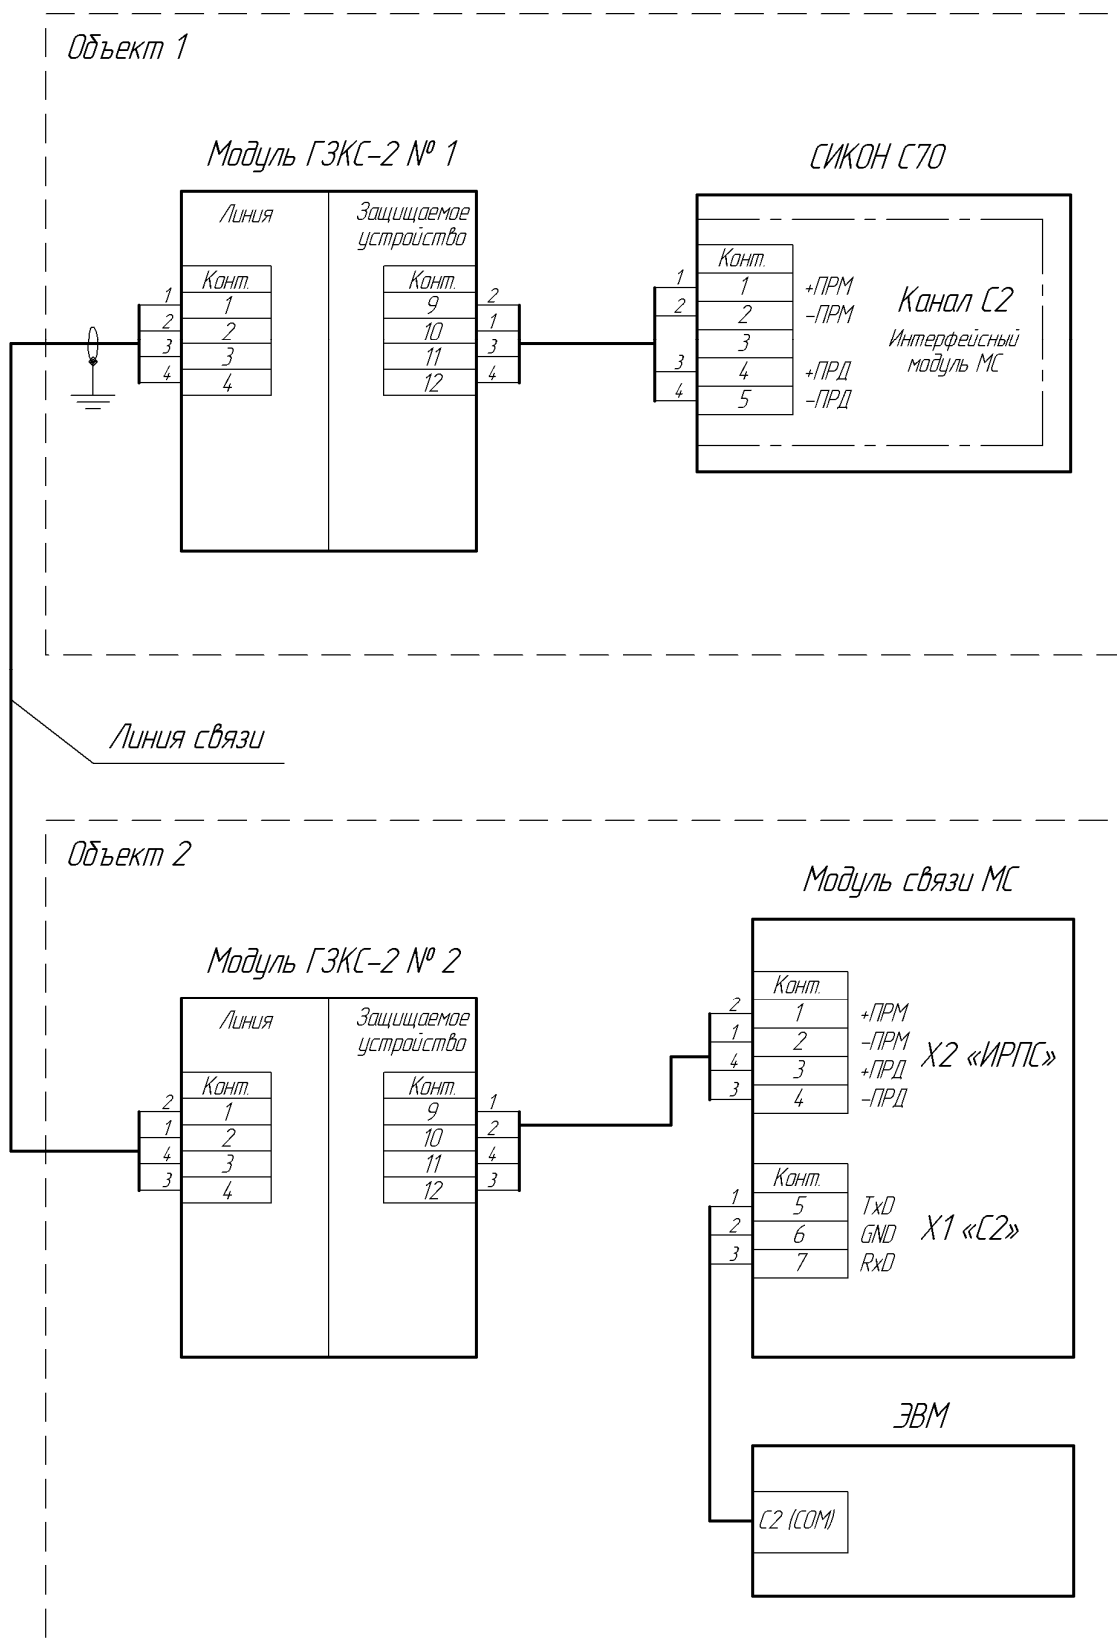 Объект 1
Модуль ГЗКС-2 № 1
СИКОН С70
Линия
Защищаемое
устройство
Конт.
1
2
3
4
1
2
3
4
Конт.
9
10
11
12
2
1
3
4
1
2
3
4
Конт.
1
2
3
4
5
+ПРМ
-ПРМ
+ПРД
-ПРД
Канал С2
Интерфейсный
модуль МС
Линия связи
Объект 2
Модуль связи МС
Модуль ГЗКС-2 № 2
Линия
Защищаемое
устройство
2
1
4
3
Конт.
1
2
3
4
Конт.
9
10
11
12
1
2
4
3
2
1
4
3
Конт.
1
2
3
4
+ПРМ
-ПРМ
+ПРД
-ПРД
Х2 «ИРПС»
1
2
3
Конт.
5
6
7
TxD
GND
RxD
Х1 «С2»
ЭВМ
С2 (COM)